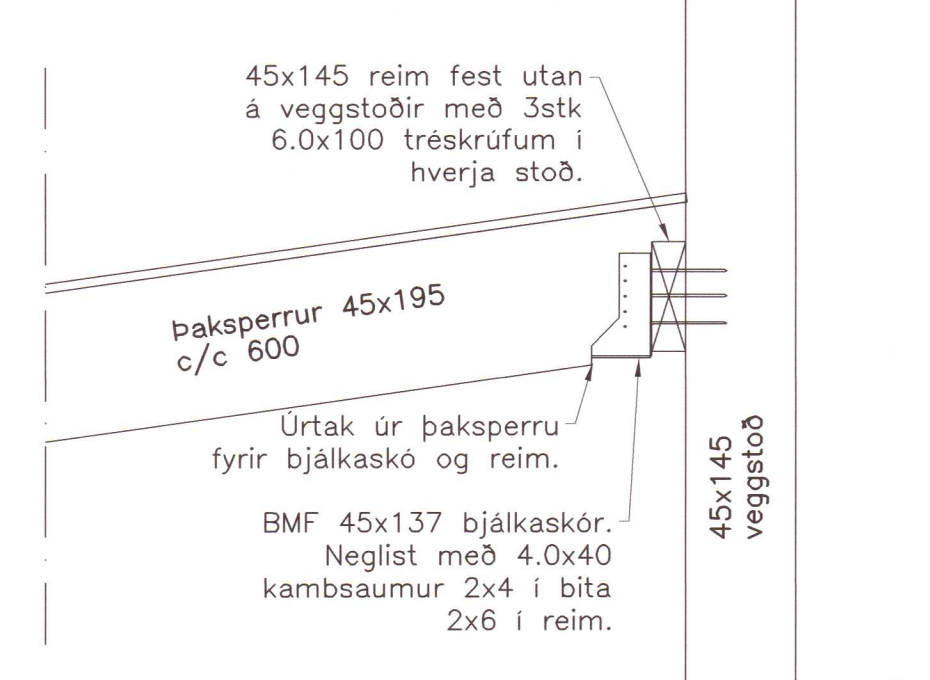 45x145 reim fest utan
á veggstoðir með 3stk
6.0x100 tréskrúfum í
hverja stoð.
Þaksperrur 45x195
c/c 600
Úrtak úr þaksperru
fyrir bjálkaskó og reim.
BMF 45x137 bjálkaskór.
Neglist með 4.0x40
kambsaumur 2x4 í bita
2x6 í reim.
45x145
veggstoð